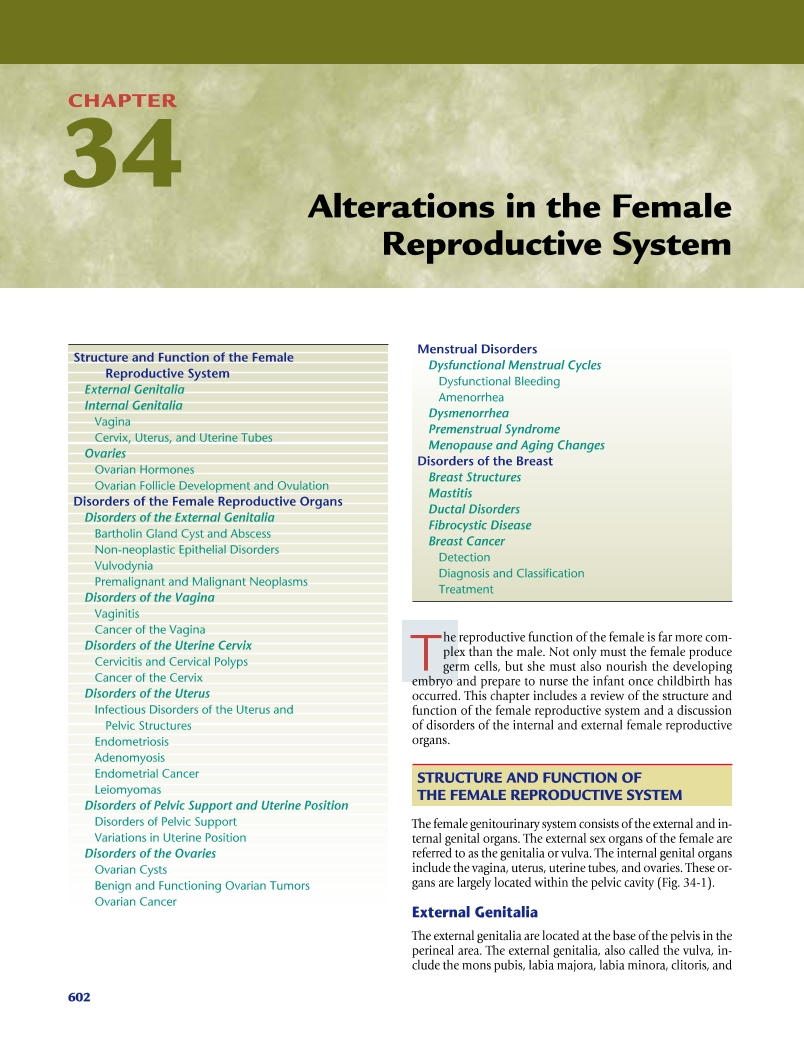 CHAPTER
34
Alterations in the Female
Reproductive System
Structure and Function of the Female
Reproductive System
External Genitalia
Internal Genitalia
Vagina
Cervix, Uterus, and Uterine Tubes
Ovaries
Ovarian Hormones
Ovarian Follicle Development and Ovulation
Disorders of the Female Reproductive Organs
Disorders of the External Genitalia
Bartholin Gland Cyst and Abscess
Non-neoplastic Epithelial Disorders
Vulvodynia
Premalignant and Malignant Neoplasms
Disorders of the Vagina
Vaginitis
Cancer of the Vagina
Disorders of the Uterine Cervix
Cervicitis and Cervical Polyps
Cancer of the Cervix
Disorders of the Uterus
Infectious Disorders of the Uterus and
Pelvic Structures
Endometriosis
Adenomyosis
Endometrial Cancer
Leiomyomas
Disorders of Pelvic Support and Uterine Position
Disorders of Pelvic Support
Variations in Uterine Position
Disorders of the Ovaries
Ovarian Cysts
Benign and Functioning Ovarian Tumors
Ovarian Cancer
Menstrual Disorders
Dysfunctional Menstrual Cycles
Dysfunctional Bleeding
Amenorrhea
Dysmenorrhea
Premenstrual Syndrome
Menopause and Aging Changes
Disorders of the Breast
Breast Structures
Mastitis
Ductal Disorders
Fibrocystic Disease
Breast Cancer
Detection
Diagnosis and Classification
Treatment
The reproductive function of the female is far more com-
plex than the male. Not only must the female produce
germ cells, but she must also nourish the developing
embryo and prepare to nurse the infant once childbirth has
occurred. This chapter includes a review of the structure and
function of the female reproductive system and a discussion
of disorders of the internal and external female reproductive
organs.
STRUCTURE AND FUNCTION OF
THE FEMALE REPRODUCTIVE SYSTEM
The female genitourinary system consists of the external and in-
ternal genital organs. The external sex organs of the female are
referred to as the genitalia or vulva. The internal genital organs
include the vagina, uterus, uterine tubes, and ovaries. These or-
gans are largely located within the pelvic cavity (Fig. 34-1).
External Genitalia
The external genitalia are located at the base of the pelvis in the
perineal area. The external genitalia, also called the vulva, in-
clude the mons pubis, labia majora, labia minora, clitoris, and
602